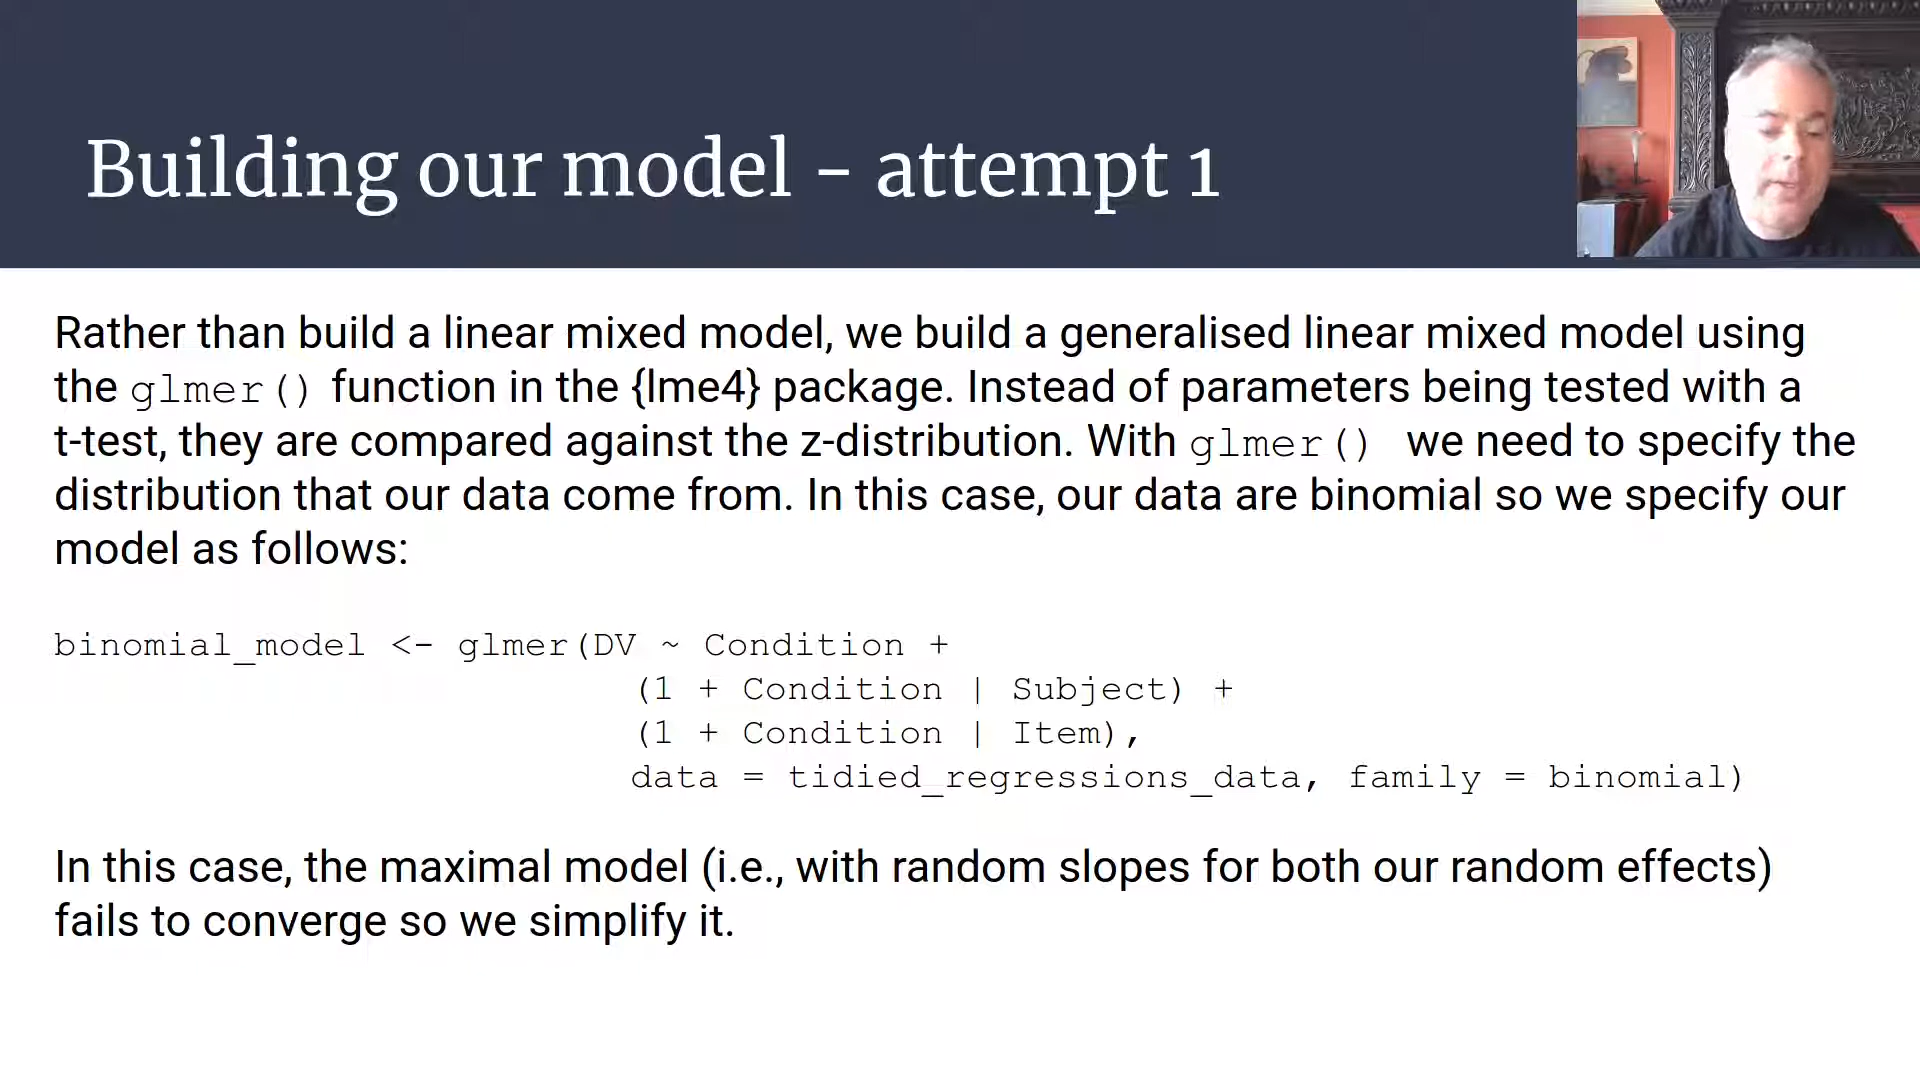 Building our model - attempt 1
Rather than build a linear mixed model, we build a generalised linear mixed model using
the glmer() function in the {lme4} package. Instead of parameters being tested with a
t-test, they are compared against the z-distribution. With glmer() we need to specify the
distribution that our data come from. In this case, our data are binomial so we specify our
model as follows:
binomial_model <- glmer(DV ~ Condition +
(1 + Condition | Subject) +
(1 + Condition | Item),
data = tidied_regressions_data, family = binomial)
In this case, the maximal model (i.e., with random slopes for both our random effects)
fails to converge so we simplify it.